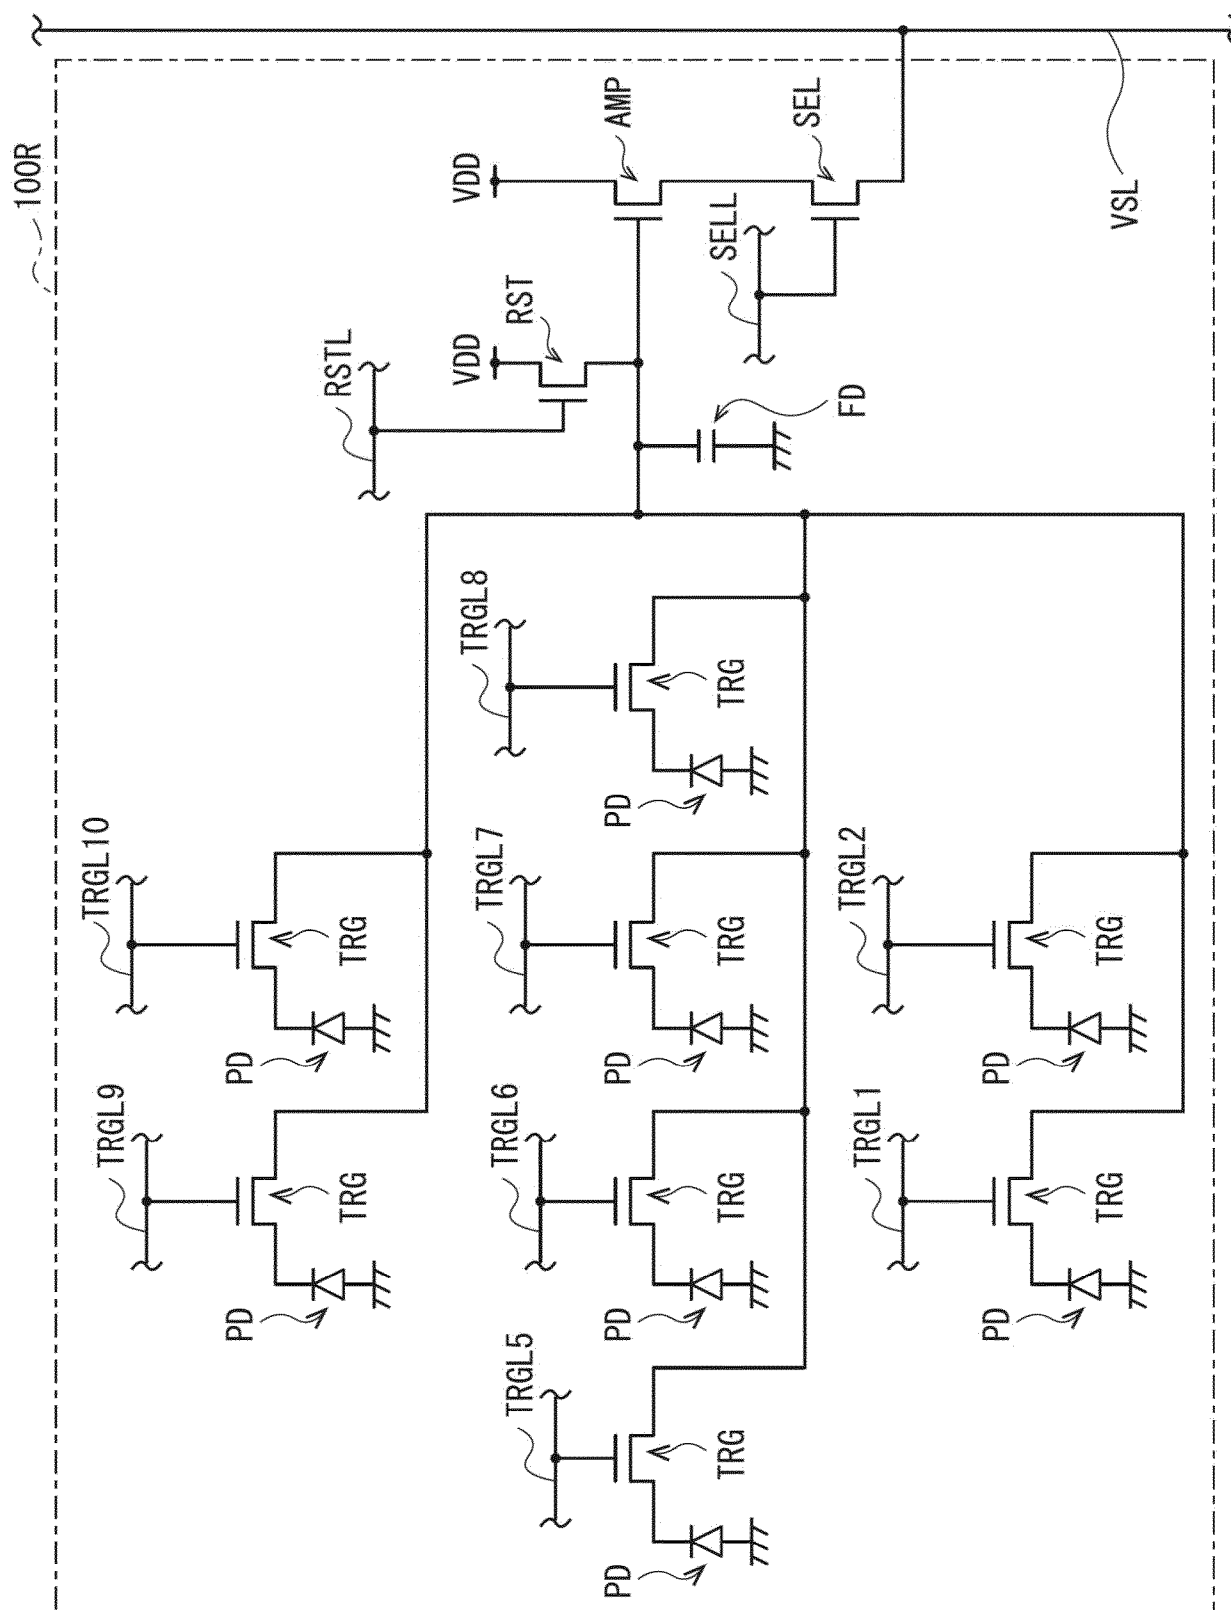 100R
VDD
AMP
SEL
VSL
SELL
RST
VDD
RSTL
FD
TRGL8
TRG
PD
TRGL10
TRG
PD
TRGL7
TRG
PD
TRGL2
TRG
PD
TRGL9
TRG
PD
TRGL6
TRG
PD
TRGL1
TRG
PD
TRGL5
TRG
PD